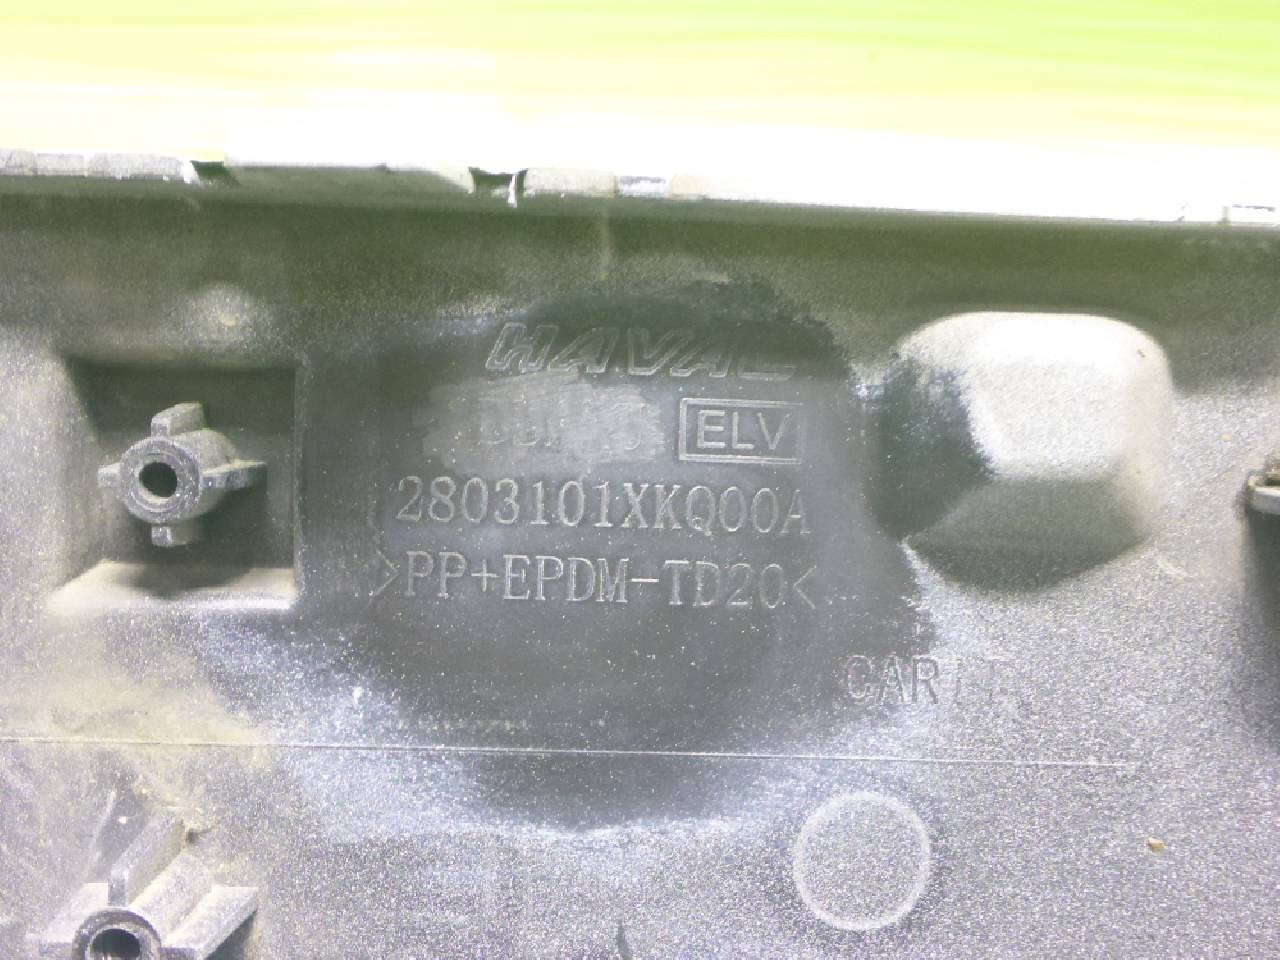 HAVAL
ELV
2803101XKQ00A
>PP+EPDM-TD20<